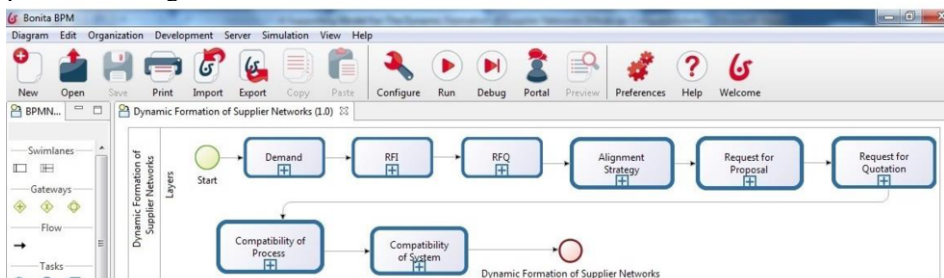 Bonita BPM
Diagram Edit Organization Development Server Simulation View Help
New Open Save Print Import Export Copy Paste Configure Run Debug Portal Preview Preferences Help Welcome
BPMN...
Dynamic Formation of Supplier Networks (1.0)
Swimlanes
Gateways
Flow
Tasks
Dynamic Formation of
Supplier Networks
Layers
Start
Demand
RFI
RFQ
Alignment
Strategy
Request for
Proposal
Request for
Quotation
Compatibility of
Process
Compatibility
of System
Dynamic Formation of Supplier Networks